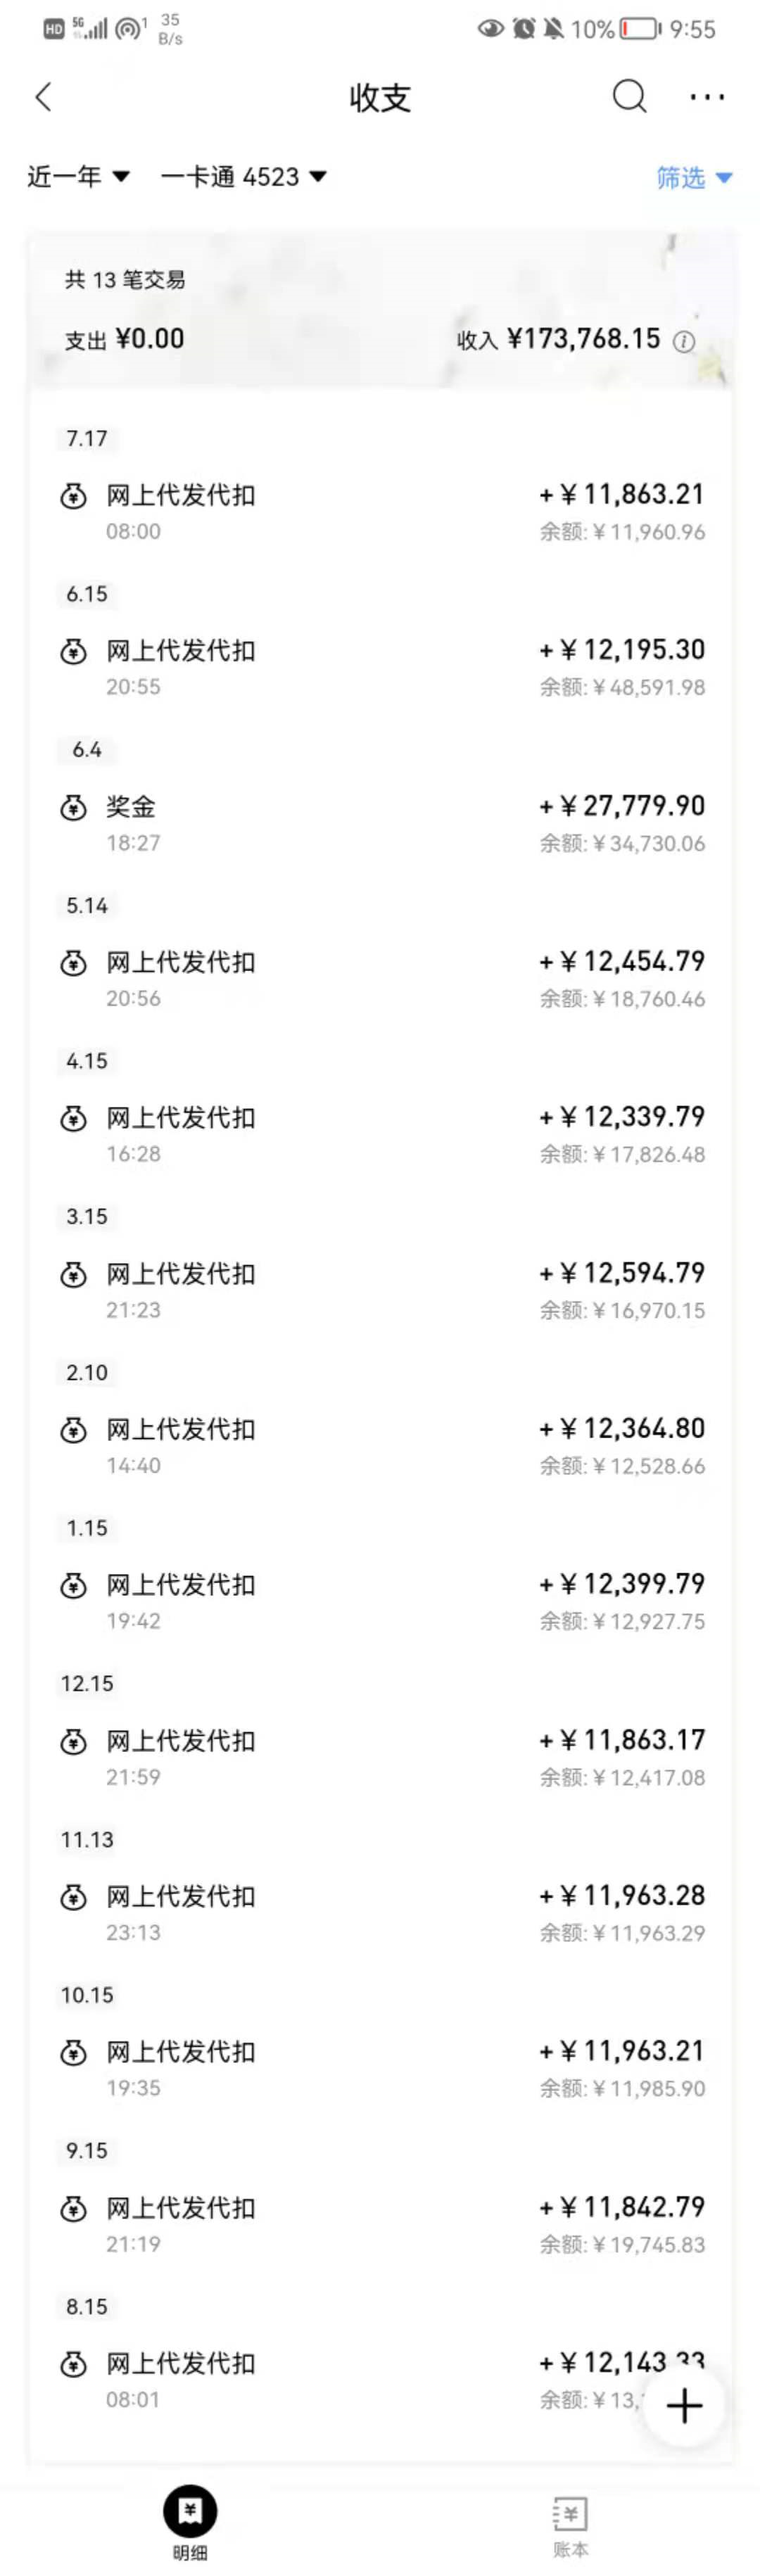 HD 5G 1 35 B/s 10% 9:55
收支
近一年 一卡通 4523 筛选
共 13 笔交易
支出 ¥0.00 收入 ¥173,768.15
7.17
网上代发代扣 +¥11,863.21
08:00 余额:¥11,960.96
6.15
网上代发代扣 +¥12,195.30
20:55 余额:¥48,591.98
6.4
奖金 +¥27,779.90
18:27 余额:¥34,730.06
5.14
网上代发代扣 +¥12,454.79
20:56 余额:¥18,760.46
4.15
网上代发代扣 +¥12,339.79
16:28 余额:¥17,826.48
3.15
网上代发代扣 +¥12,594.79
21:23 余额:¥16,970.15
2.10
网上代发代扣 +¥12,364.80
14:40 余额:¥12,528.66
1.15
网上代发代扣 +¥12,399.79
19:42 余额:¥12,927.75
12.15
网上代发代扣 +¥11,863.17
21:59 余额:¥12,417.08
11.13
网上代发代扣 +¥11,963.28
23:13 余额:¥11,963.29
10.15
网上代发代扣 +¥11,963.21
19:35 余额:¥11,985.90
9.15
网上代发代扣 +¥11,842.79
21:19 余额:¥19,745.83
8.15
网上代发代扣 +¥12,143.33
08:01 余额:¥13,
明细 账本